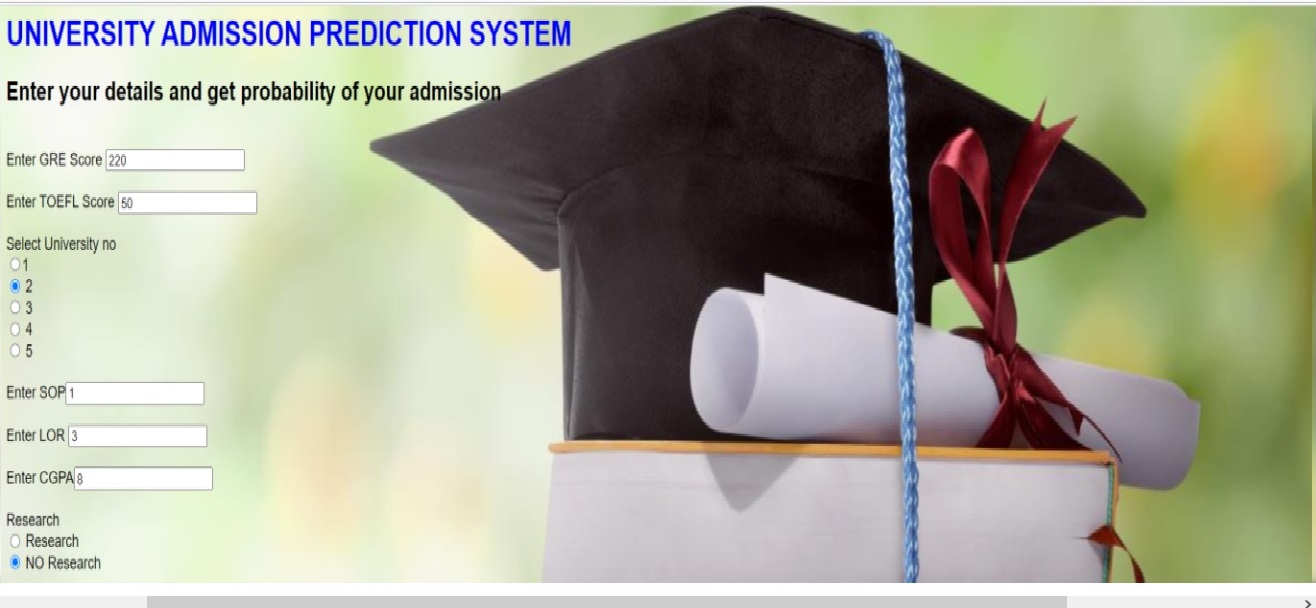 UNIVERSITY ADMISSION PREDICTION SYSTEM
Enter your details and get probability of your admission
Enter GRE Score 220
Enter TOEFL Score 50
Select University no
1
2
3
4
5
Enter SOP 1
Enter LOR 3
Enter CGPA 8
Research
Research
NO Research